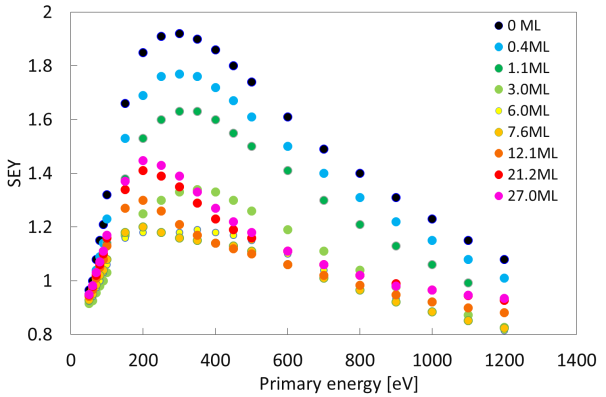 2
1.8
1.6
1.4
1.2
1
0.8
SEY
0 ML
0.4ML
1.1ML
3.0ML
6.0ML
7.6ML
12.1ML
21.2ML
27.0ML
0 200 400 600 800 1000 1200 1400
Primary energy [eV]